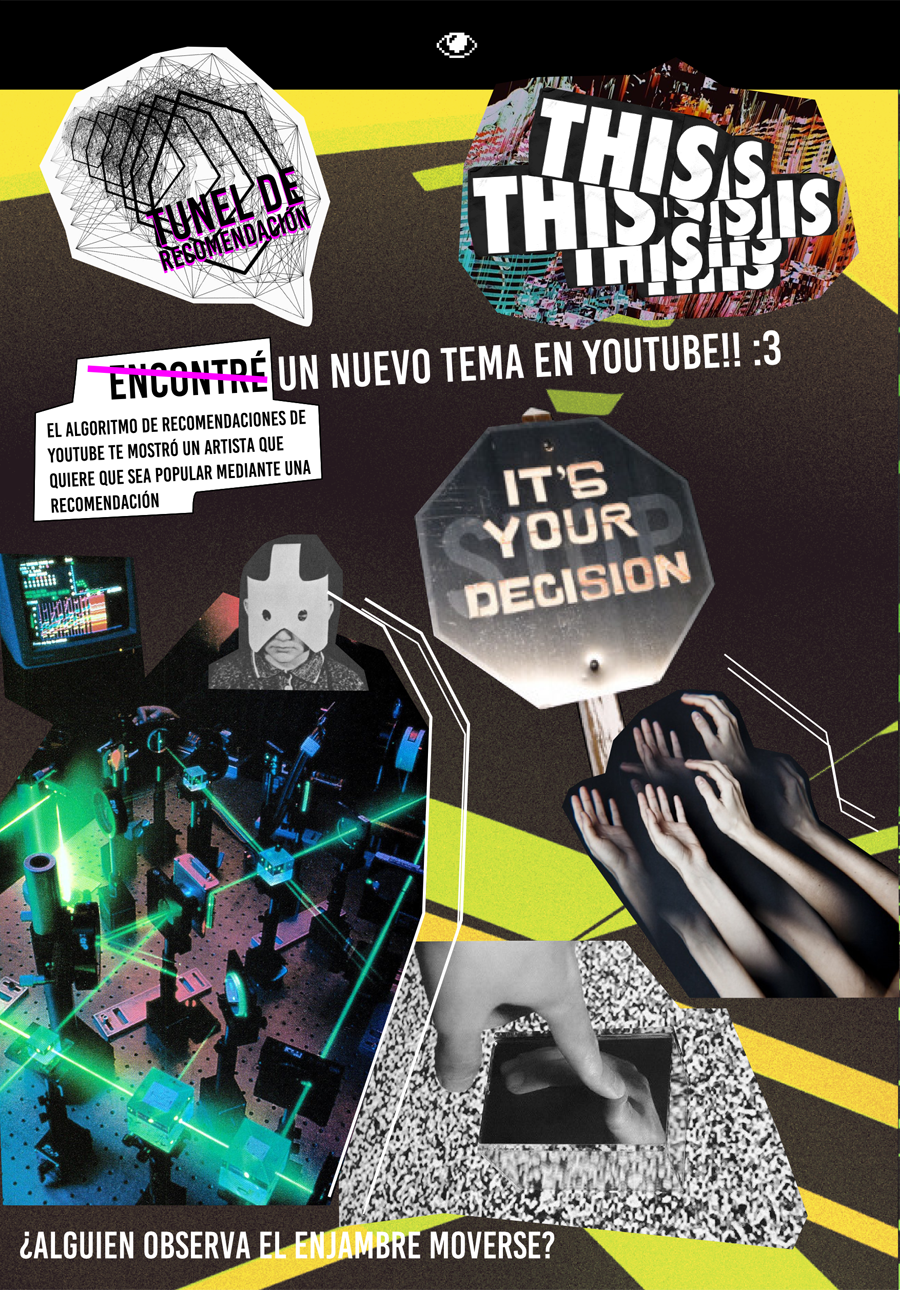 TUNEL DE
RECOMENDACIÓN
THIS IS
THIS IS IS IS
THIS IS
ENCONTRÉ UN NUEVO TEMA EN YOUTUBE!! :3
EL ALGORITMO DE RECOMENDACIONES DE
YOUTUBE TE MOSTRÓ UN ARTISTA QUE
QUIERE QUE SEA POPULAR MEDIANTE UNA
RECOMENDACIÓN
STOP
IT'S
YOUR
DECISION
¿ALGUIEN OBSERVA EL ENJAMBRE MOVERSE?